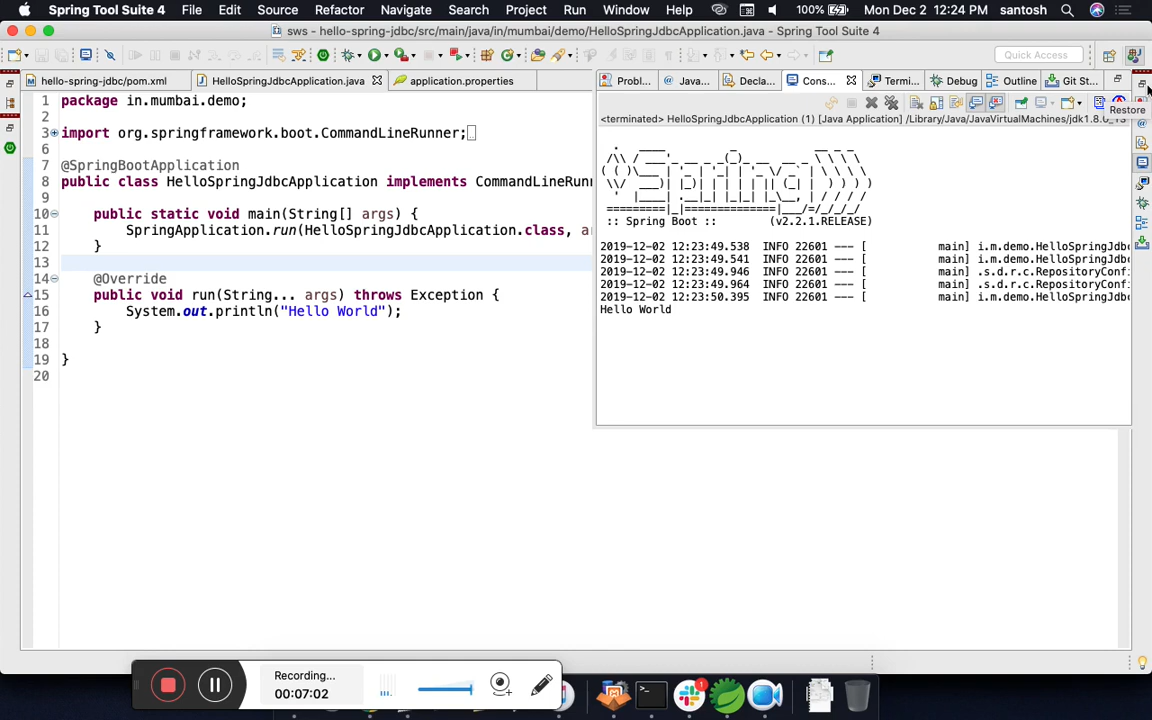 Spring Tool Suite 4 File Edit Source Refactor Navigate Search Project Run Window Help 100% Mon Dec 2 12:24 PM santosh
sws - hello-spring-jdbc/src/main/java/in/mumbai/demo/HelloSpringJdbcApplication.java - Spring Tool Suite 4
Quick Access
hello-spring-jdbc/pom.xml HelloSpringJdbcApplication.java application.properties
Probl... Java... Decla... Cons... Termi... Debug Outline Git St...
Restore
<terminated> HelloSpringJdbcApplication (1) [Java Application] /Library/Java/JavaVirtualMachines/jdk1.8.0_
1 package in.mumbai.demo;
2
3 import org.springframework.boot.CommandLineRunner;
6
7 @SpringBootApplication
8 public class HelloSpringJdbcApplication implements CommandLineRunn
9
10 public static void main(String[] args) {
11 SpringApplication.run(HelloSpringJdbcApplication.class, a
12 }
13
14 @Override
15 public void run(String... args) throws Exception {
16 System.out.println("Hello World");
17 }
18
19 }
20
:: Spring Boot :: (v2.2.1.RELEASE)
2019-12-02 12:23:49.538 INFO 22601 --- [ main] i.m.demo.HelloSpringJdb
2019-12-02 12:23:49.541 INFO 22601 --- [ main] i.m.demo.HelloSpringJdb
2019-12-02 12:23:49.946 INFO 22601 --- [ main] .s.d.r.c.RepositoryConf
2019-12-02 12:23:49.964 INFO 22601 --- [ main] .s.d.r.c.RepositoryConf
2019-12-02 12:23:50.395 INFO 22601 --- [ main] i.m.demo.HelloSpringJdb
Hello World
Recording...
00:07:02
1